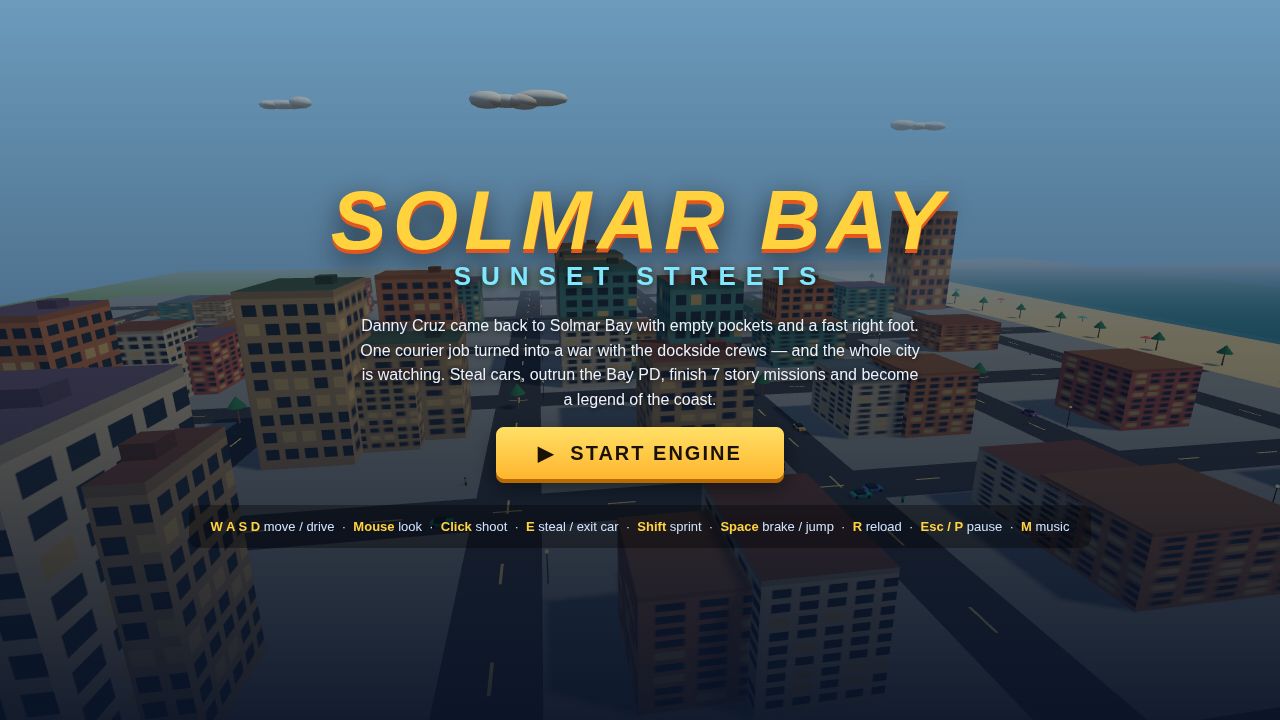 SOLMAR BAY
SUNSET STREETS
Danny Cruz came back to Solmar Bay with empty pockets and a fast right foot.
One courier job turned into a war with the dockside crews — and the whole city
is watching. Steal cars, outrun the Bay PD, finish 7 story missions and become
a legend of the coast.
▶ START ENGINE
W A S D move / drive · Mouse look · Click shoot · E steal / exit car · Shift sprint · Space brake / jump · R reload · Esc / P pause · M music